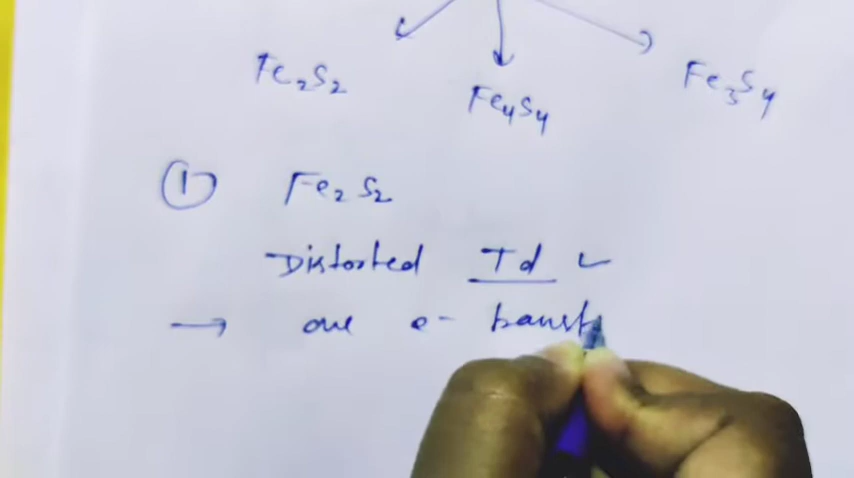 Fe₂S₂ Fe₄S₄ Fe₃S₄
① Fe₂S₂
Distorted Td ✓
→ one e- transf